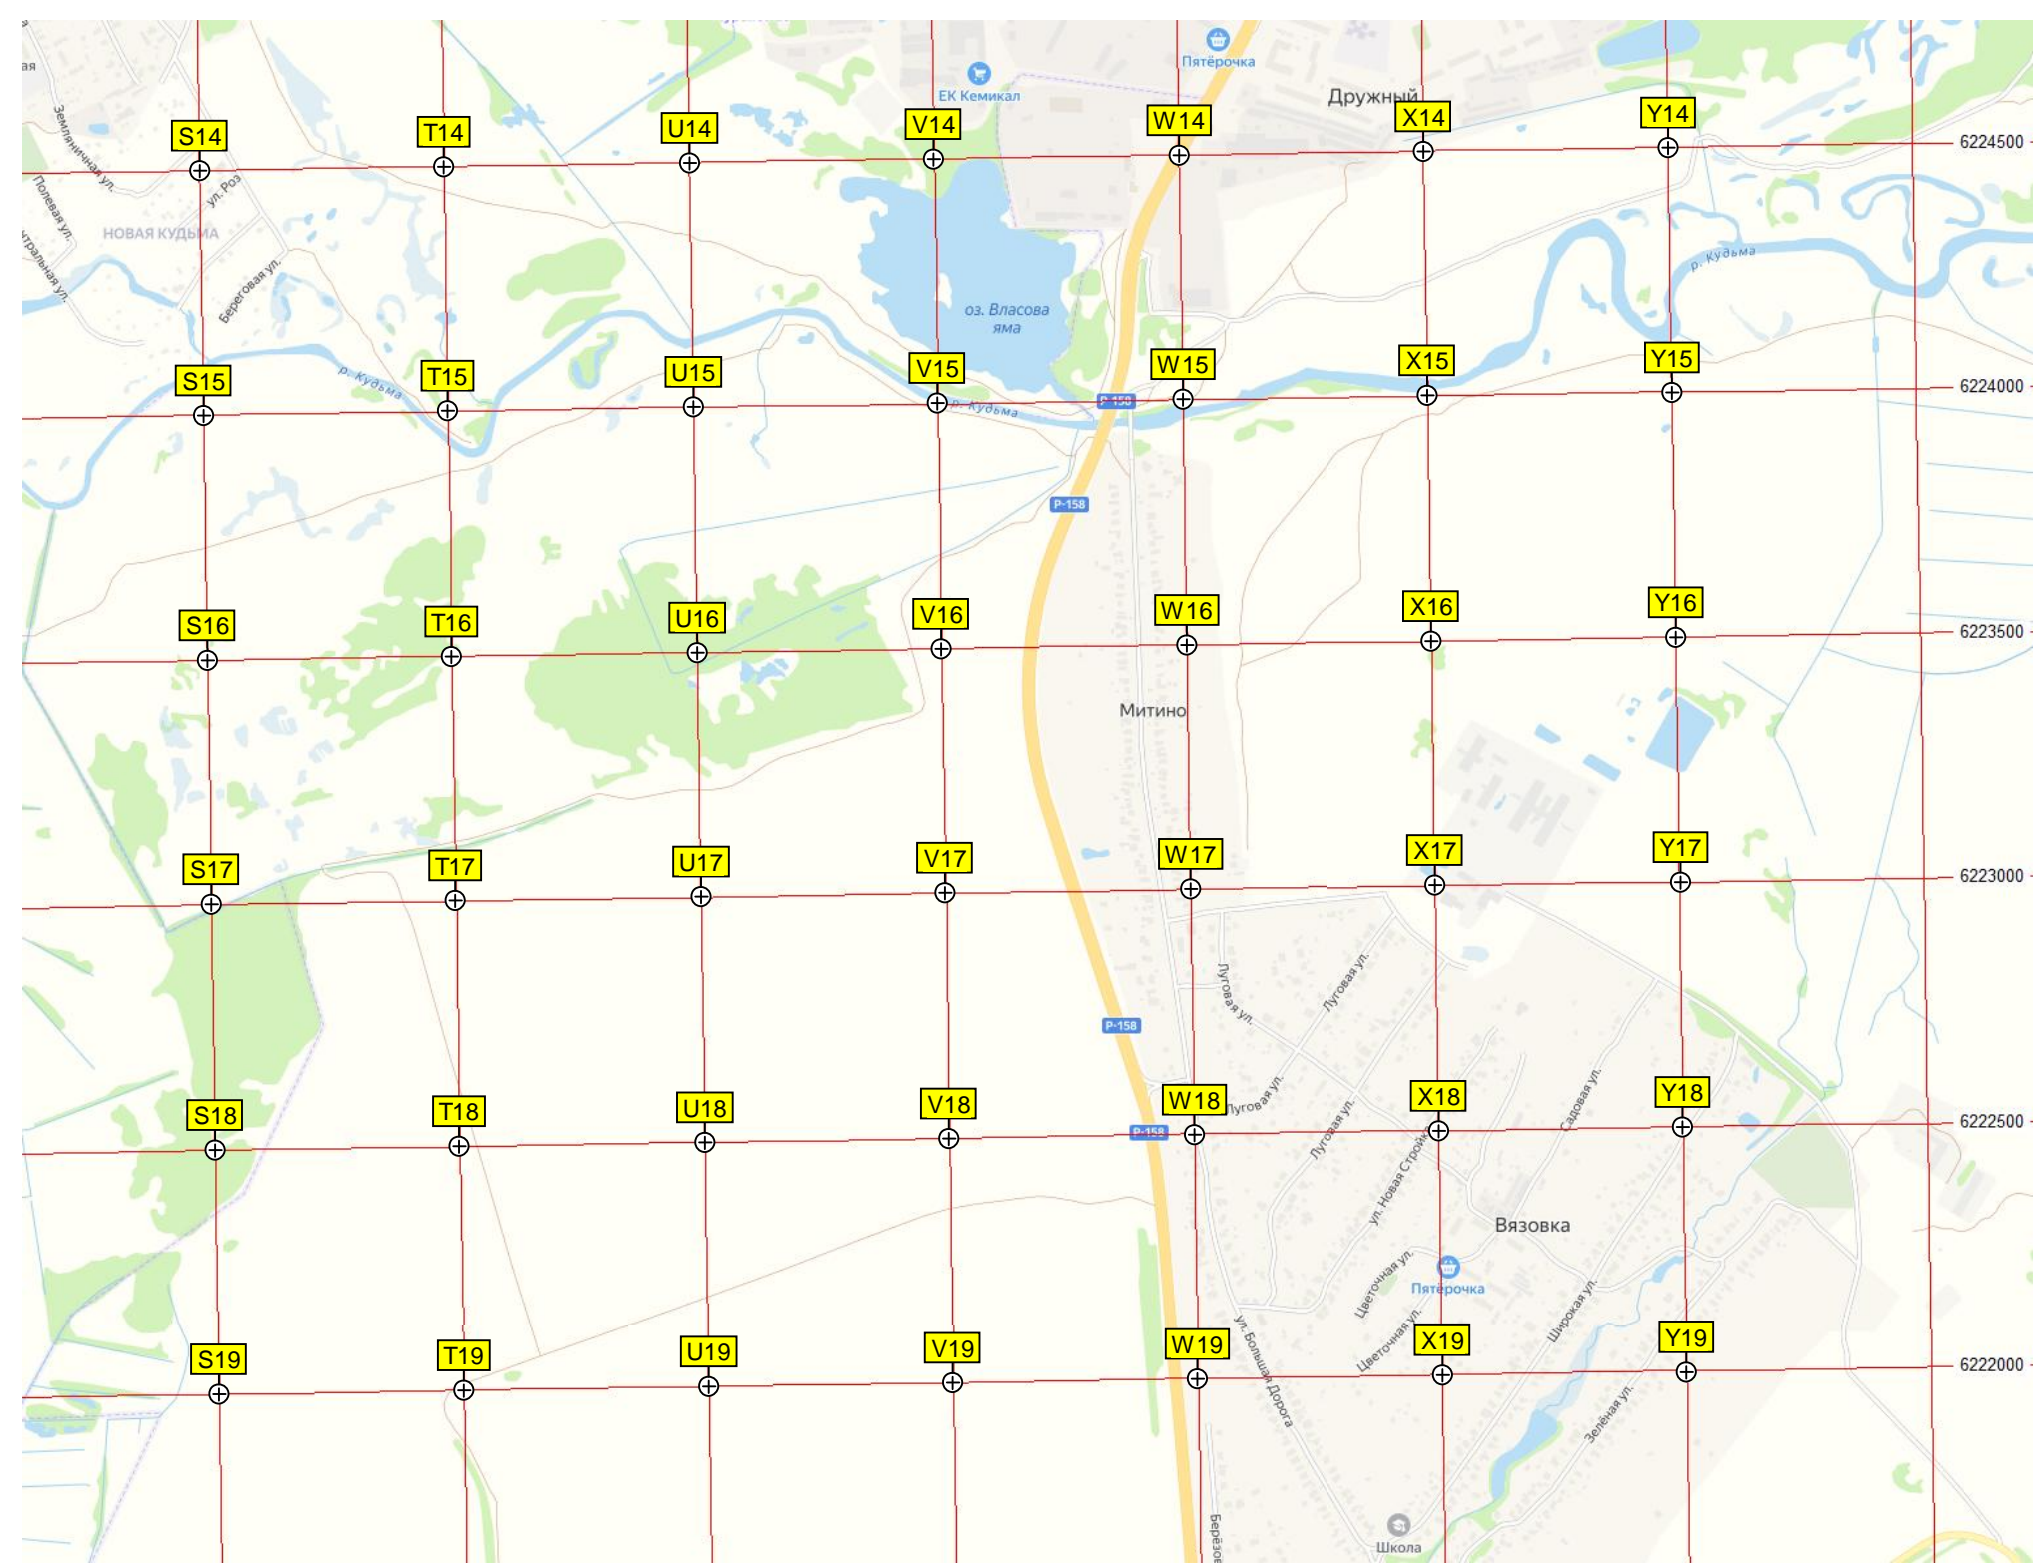 Пятёрочка
ЕК Кемикал
Дружный
S14
T14
U14
V14
W14
X14
Y14
6224500
Земляничная ул.
Полевая ул.
ул. Роз
НОВАЯ КУДЬМА
Береговая ул.
р. Кудьма
оз. Власова
яма
S15
T15
U15
V15
W15
X15
Y15
6224000
р. Кудьма
р. Кудьма
Р-158
Р-158
S16
T16
U16
V16
W16
X16
Y16
6223500
Митино
S17
T17
U17
V17
W17
X17
Y17
6223000
Луговая ул.
Луговая ул.
Р-158
S18
T18
U18
V18
W18
X18
Y18
6222500
Луговая ул.
Луговая ул.
Садовая ул.
Р-158
ул. Новая Стройка
Вязовка
Цветочная ул.
Пятёрочка
Широкая ул.
S19
T19
U19
V19
W19
X19
Y19
6222000
ул. Большая Дорога
Цветочная ул.
Зелёная ул.
Школа